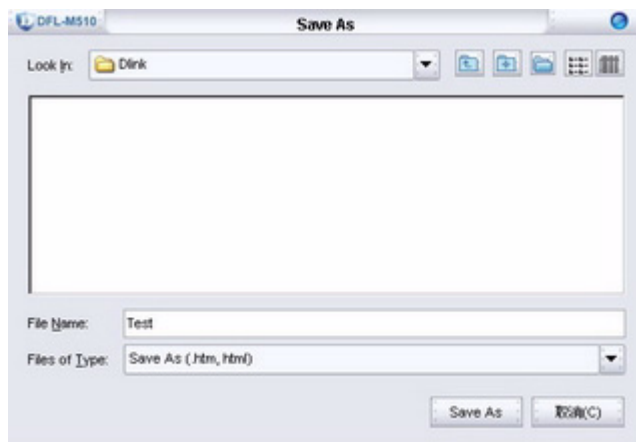 DFL-M510
Save As
Look In: Dlink
File Name: Test
Files of Type: Save As (.htm, html)
Save As 取消(C)